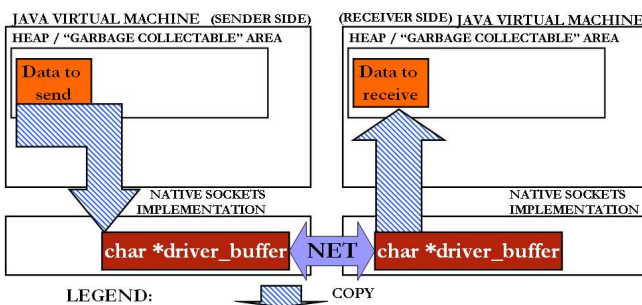 JAVA VIRTUAL MACHINE (SENDER SIDE)
HEAP / “GARBAGE COLLECTABLE” AREA
Data to
send
NATIVE SOCKETS
IMPLEMENTATION
char *driver_buffer
NET
(RECEIVER SIDE) JAVA VIRTUAL MACHINE
HEAP / “GARBAGE COLLECTABLE” AREA
Data to
receive
NATIVE SOCKETS
IMPLEMENTATION
char *driver_buffer
LEGEND:
COPY